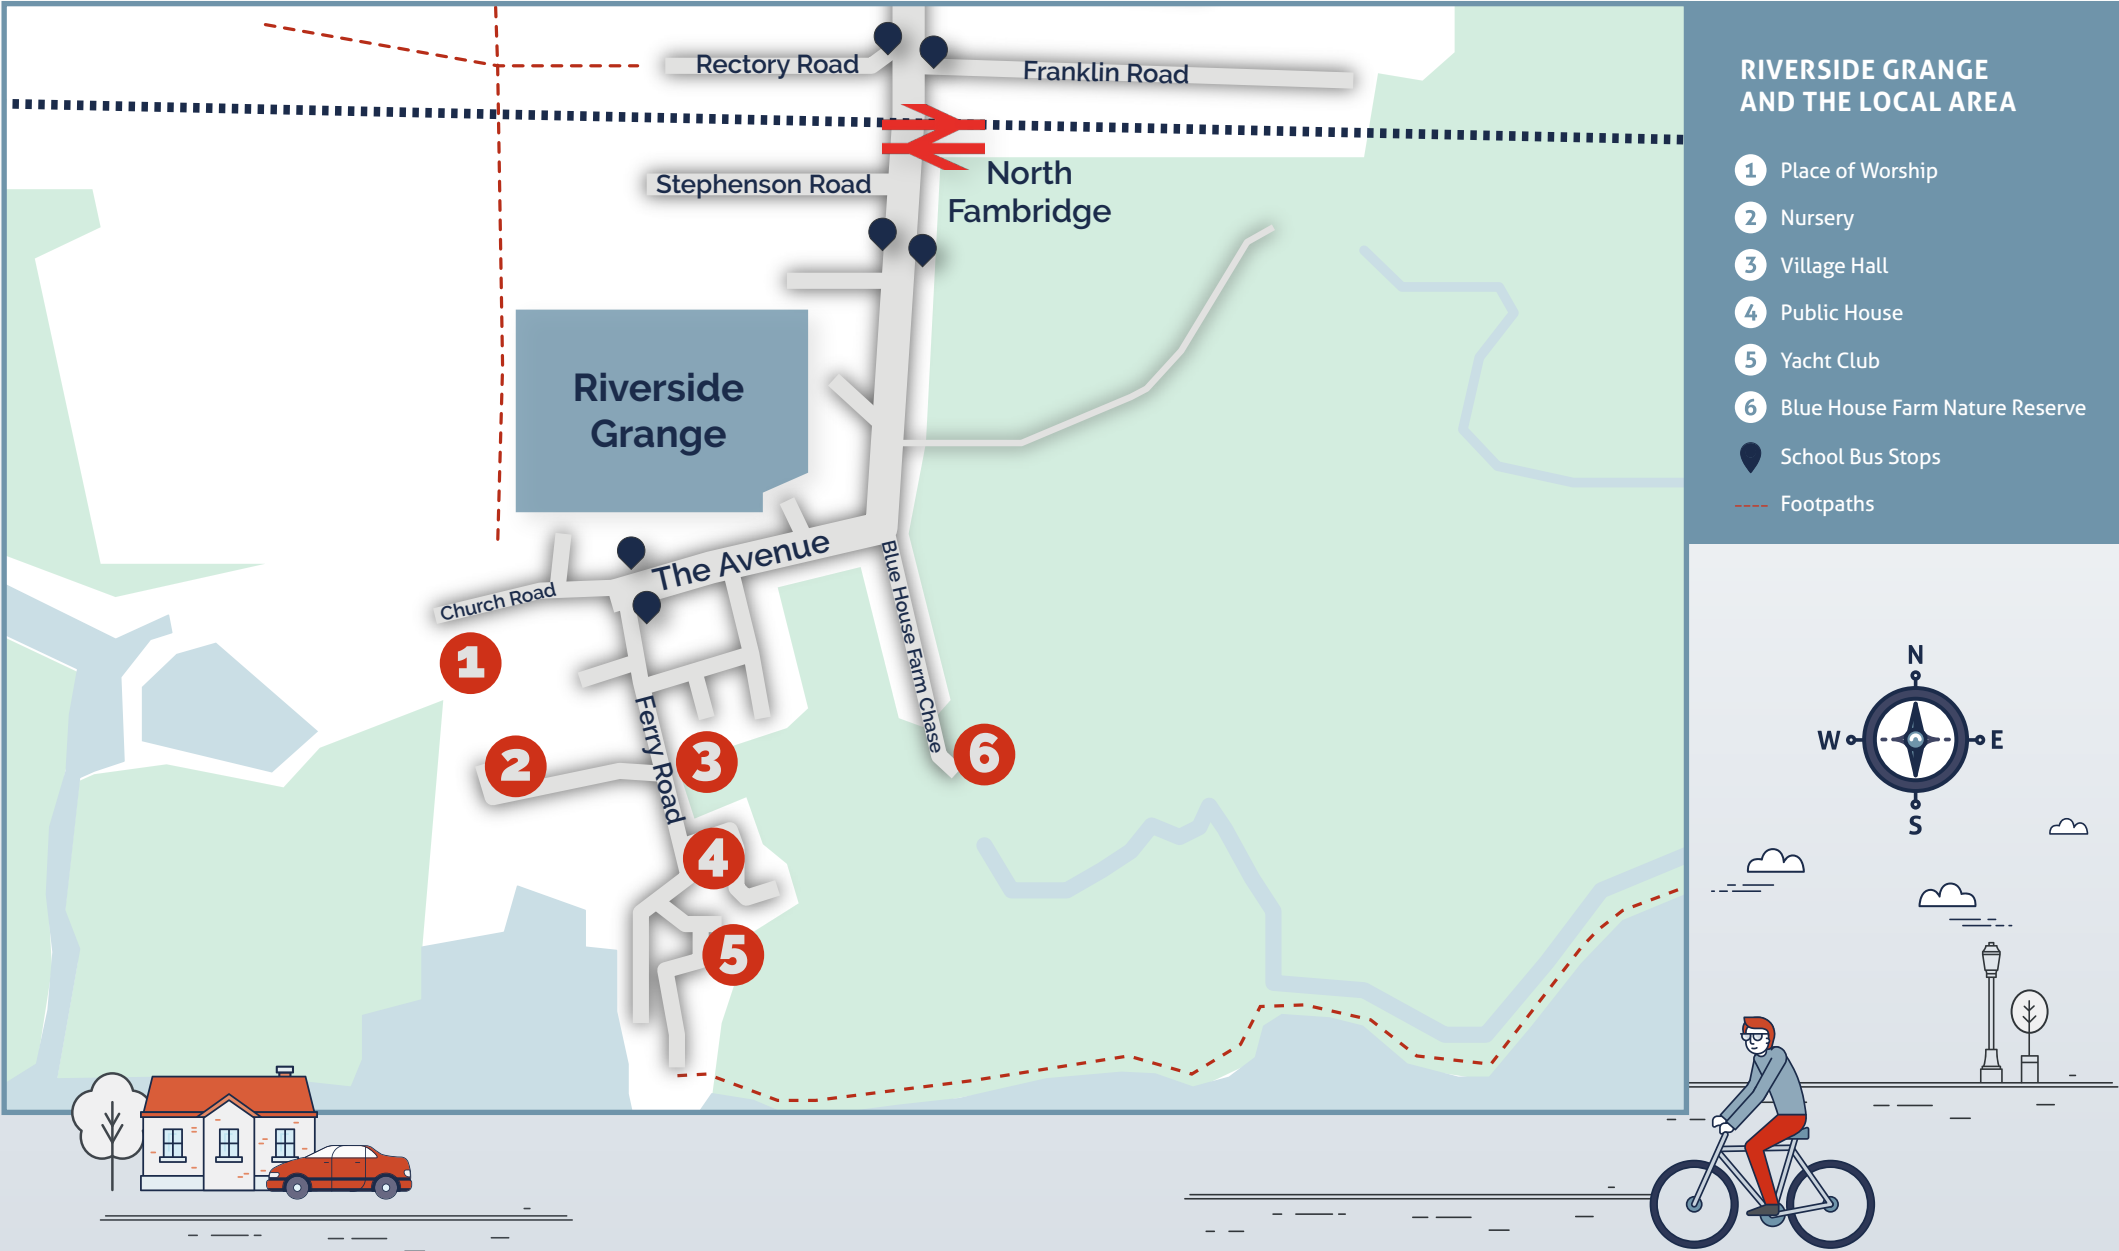 Rectory Road
Franklin Road
Stephenson Road
North
Fambridge
Riverside
Grange
The Avenue
Church Road
Blue House Farm Chase
Ferry Road
1
2
3
4
5
6
RIVERSIDE GRANGE
AND THE LOCAL AREA
1 Place of Worship
2 Nursery
3 Village Hall
4 Public House
5 Yacht Club
6 Blue House Farm Nature Reserve
School Bus Stops
Footpaths
N
W E
S